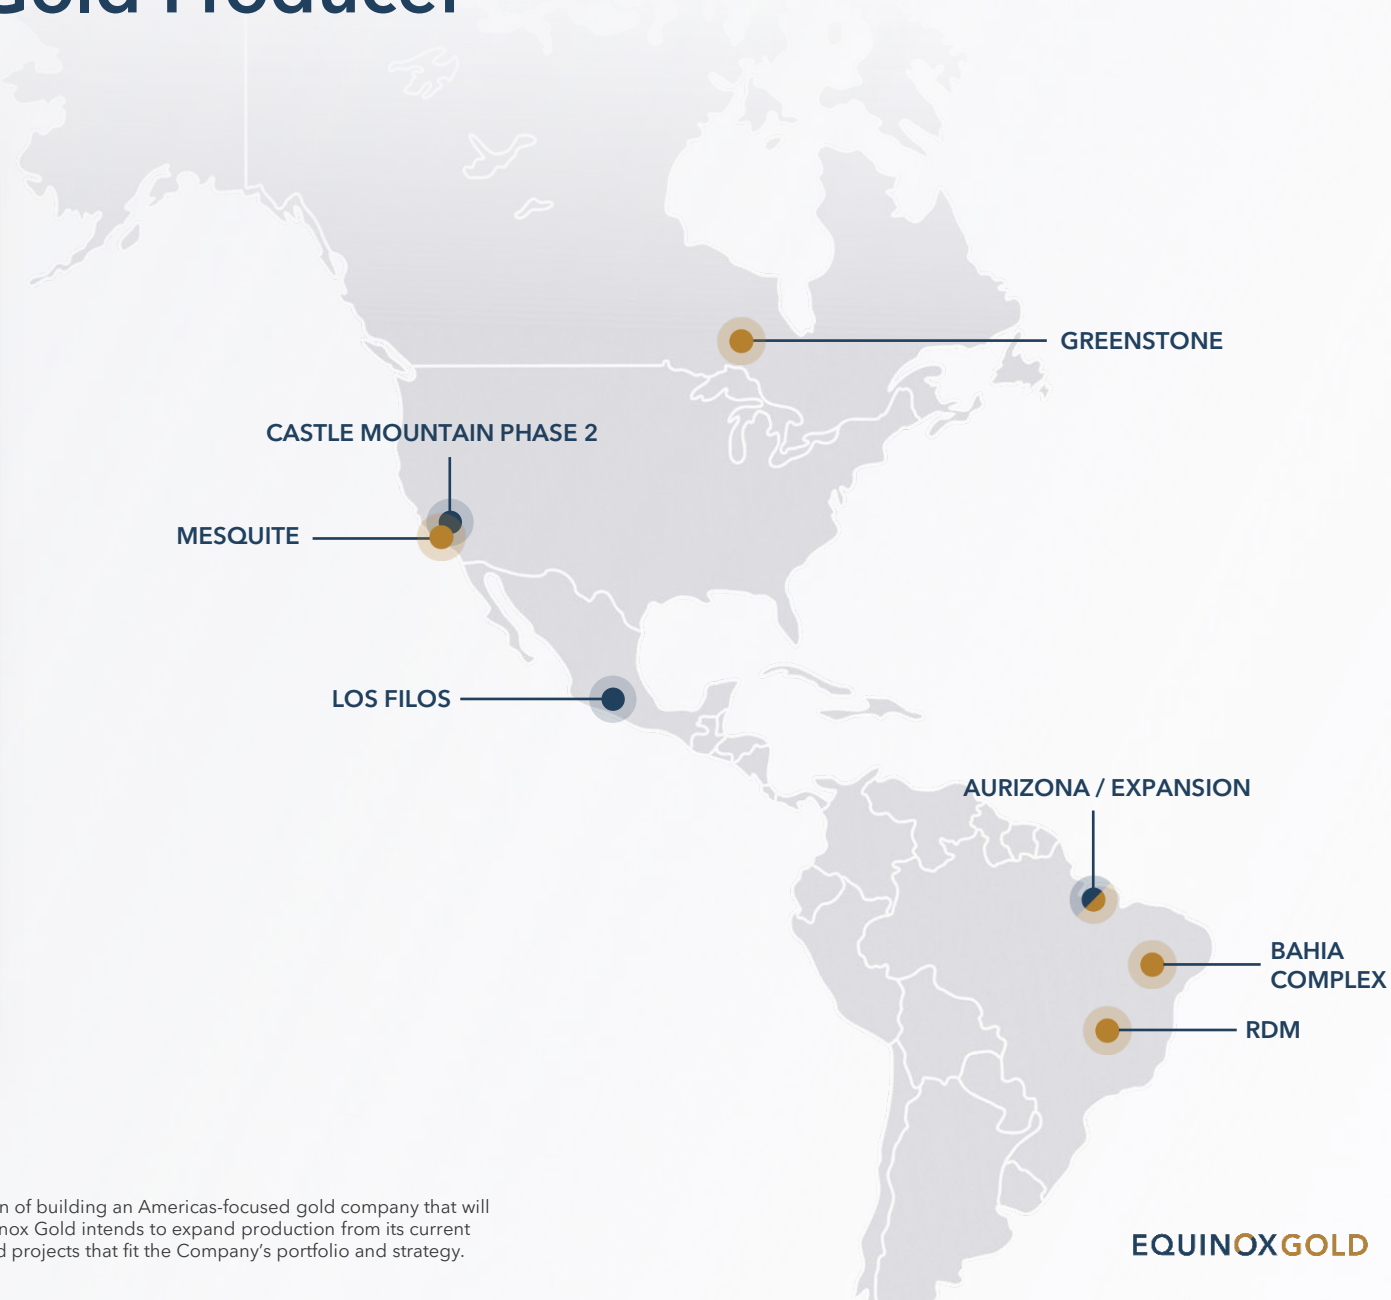 Gold Producer
GREENSTONE
CASTLE MOUNTAIN PHASE 2
MESQUITE
LOS FILOS
AURIZONA / EXPANSION
BAHIA
COMPLEX
RDM
of building an Americas-focused gold company that will
Gold intends to expand production from its current
projects that fit the Company's portfolio and strategy.
EQUINOXGOLD